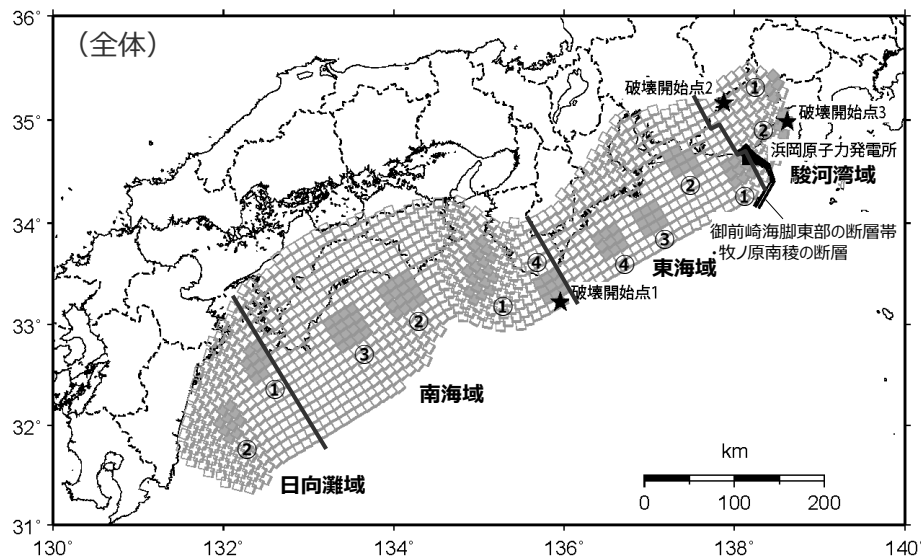 36˚
（全体）
破壊開始点2
①
35˚
破壊開始点3
②
浜岡原子力発電所
②
①
駿河湾域
34˚
御前崎海脚東部の断層帯
・牧ノ原南稜の断層
③
④
④
東海域
破壊開始点1
①
②
33˚
③
①
南海域
32˚
②
日向灘域
km
0 100 200
31˚
130 132 134 136 138 140˚